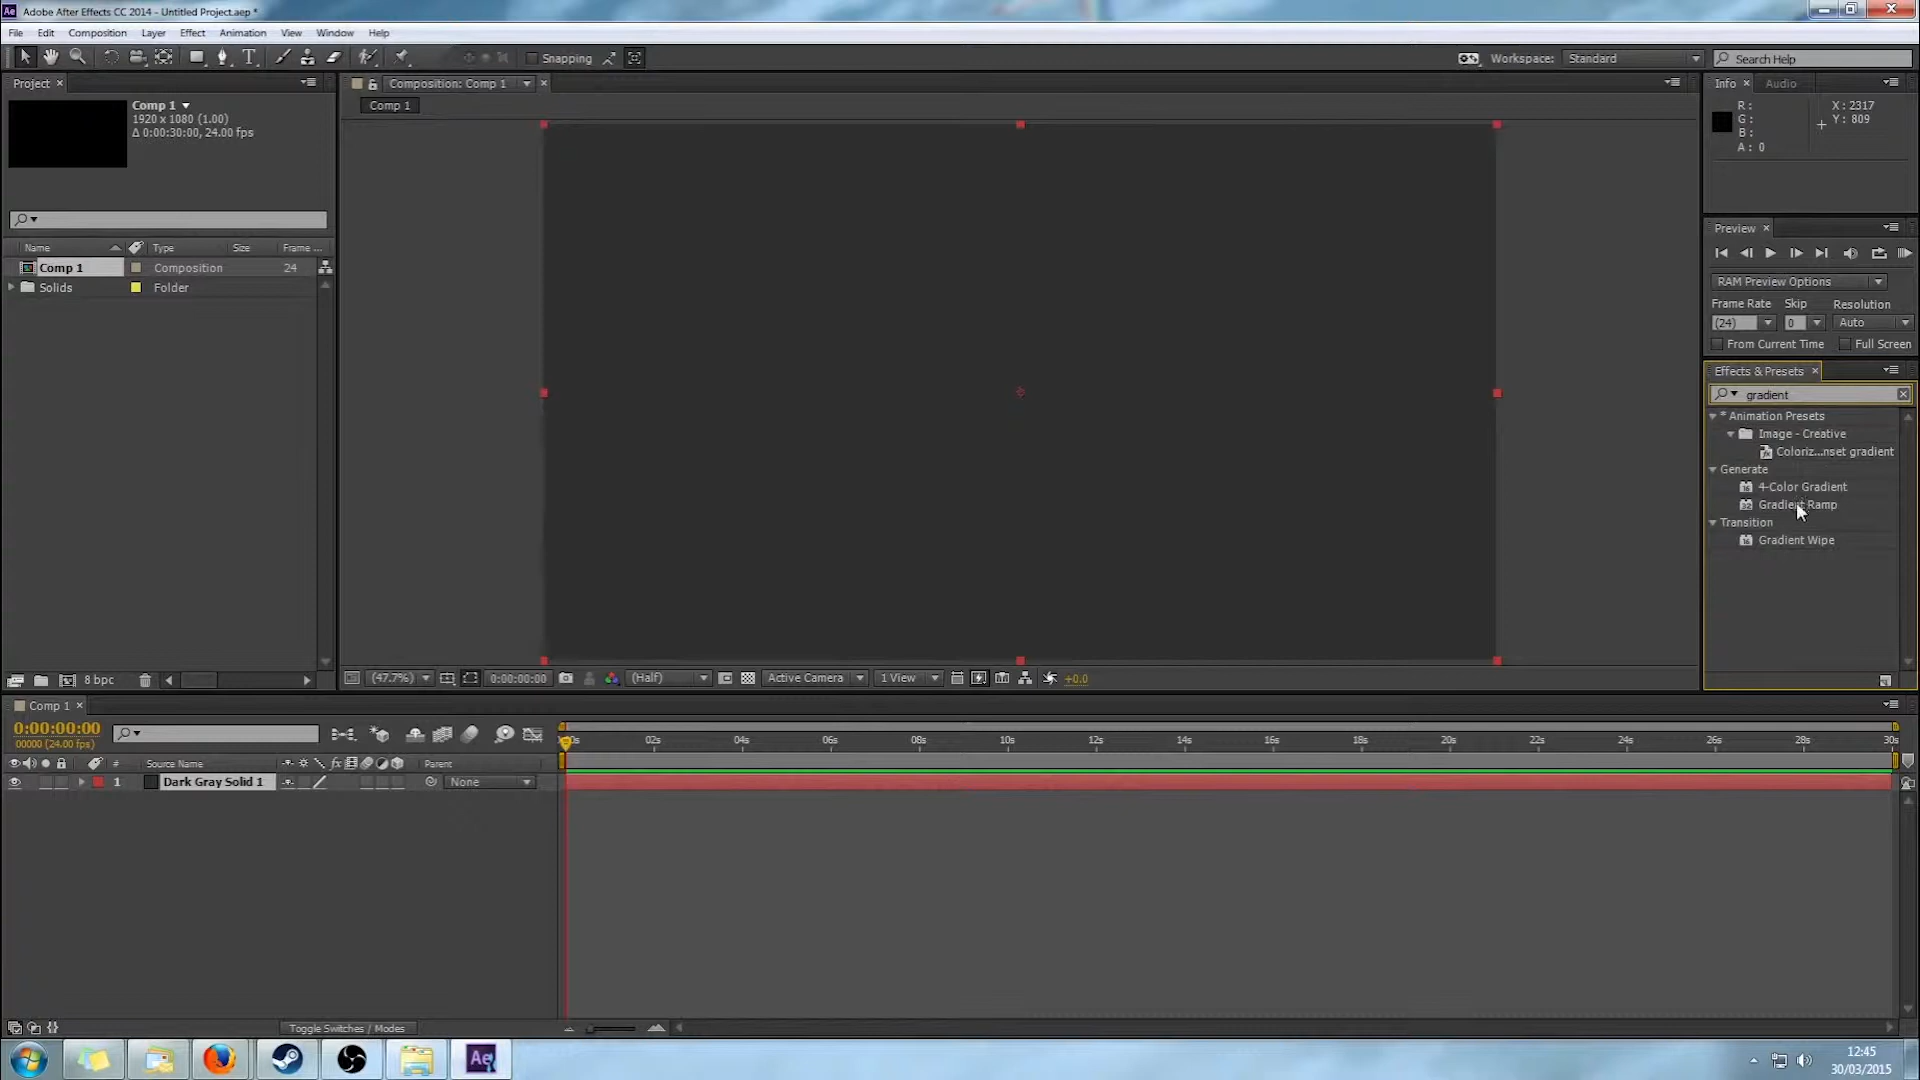 Ae Adobe After Effects CC 2014 - Untitled Project.aep *
File Edit Composition Layer Effect Animation View Window Help
Snapping Workspace: Standard Search Help
Project
Comp 1
1920 x 1080 (1.00)
Δ 0:00:30:00, 24.00 fps
Name Type Size Frame ...
Comp 1 Composition 24
Solids Folder
8 bpc
Composition: Comp 1
Comp 1
(47.7%) 0:00:00:00 (Half) Active Camera 1 View +0.0
Info Audio
R: X: 2317
G: Y: 809
B:
A: 0
Preview
RAM Preview Options
Frame Rate Skip Resolution
(24) 0 Auto
From Current Time Full Screen
Effects & Presets
gradient
* Animation Presets
Image - Creative
Coloriz...nset gradient
Generate
4-Color Gradient
Gradient Ramp
Transition
Gradient Wipe
Comp 1
0:00:00:00
00000 (24.00 fps)
02s 04s 06s 08s 10s 12s 14s 16s 18s 20s 22s 24s 26s 28s 30s
# Source Name Parent
1 Dark Gray Solid 1 None
Toggle Switches / Modes
Ae
12:45
30/03/2015